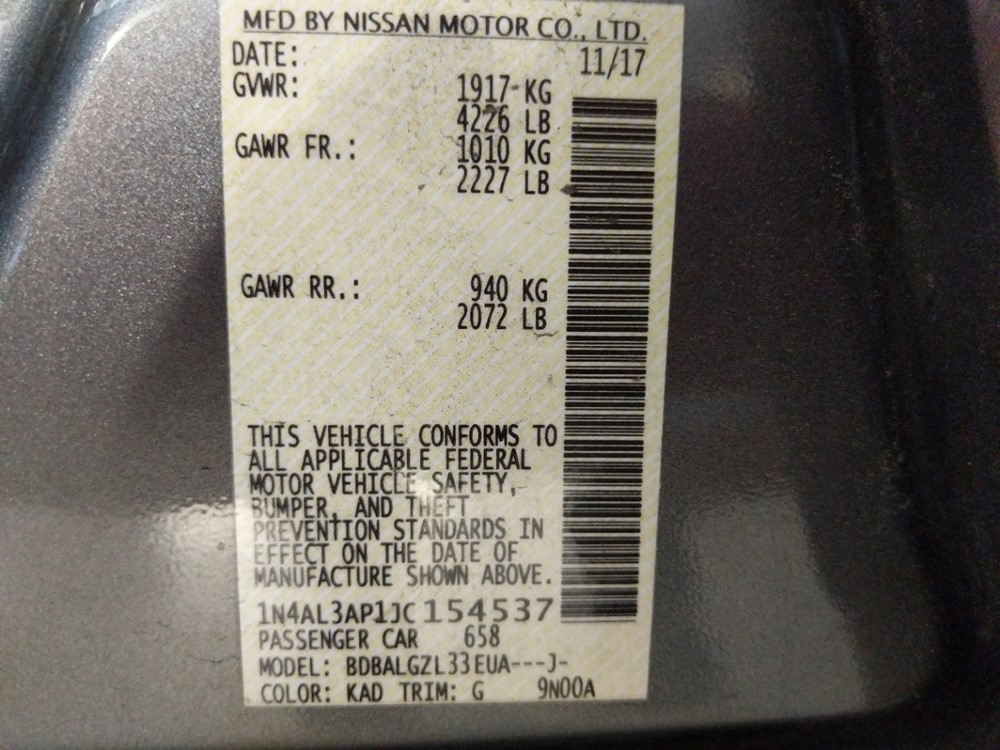 MFD BY NISSAN MOTOR CO., LTD.
DATE: 11/17
GVWR: 1917 KG
4226 LB
GAWR FR.: 1010 KG
2227 LB
GAWR RR.: 940 KG
2072 LB
THIS VEHICLE CONFORMS TO
ALL APPLICABLE FEDERAL
MOTOR VEHICLE SAFETY,
BUMPER, AND THEFT
PREVENTION STANDARDS IN
EFFECT ON THE DATE OF
MANUFACTURE SHOWN ABOVE.
1N4AL3AP1JC154537
PASSENGER CAR 658
MODEL: BDBALGZL33EUA---J-
COLOR: KAD TRIM: G 9N00A